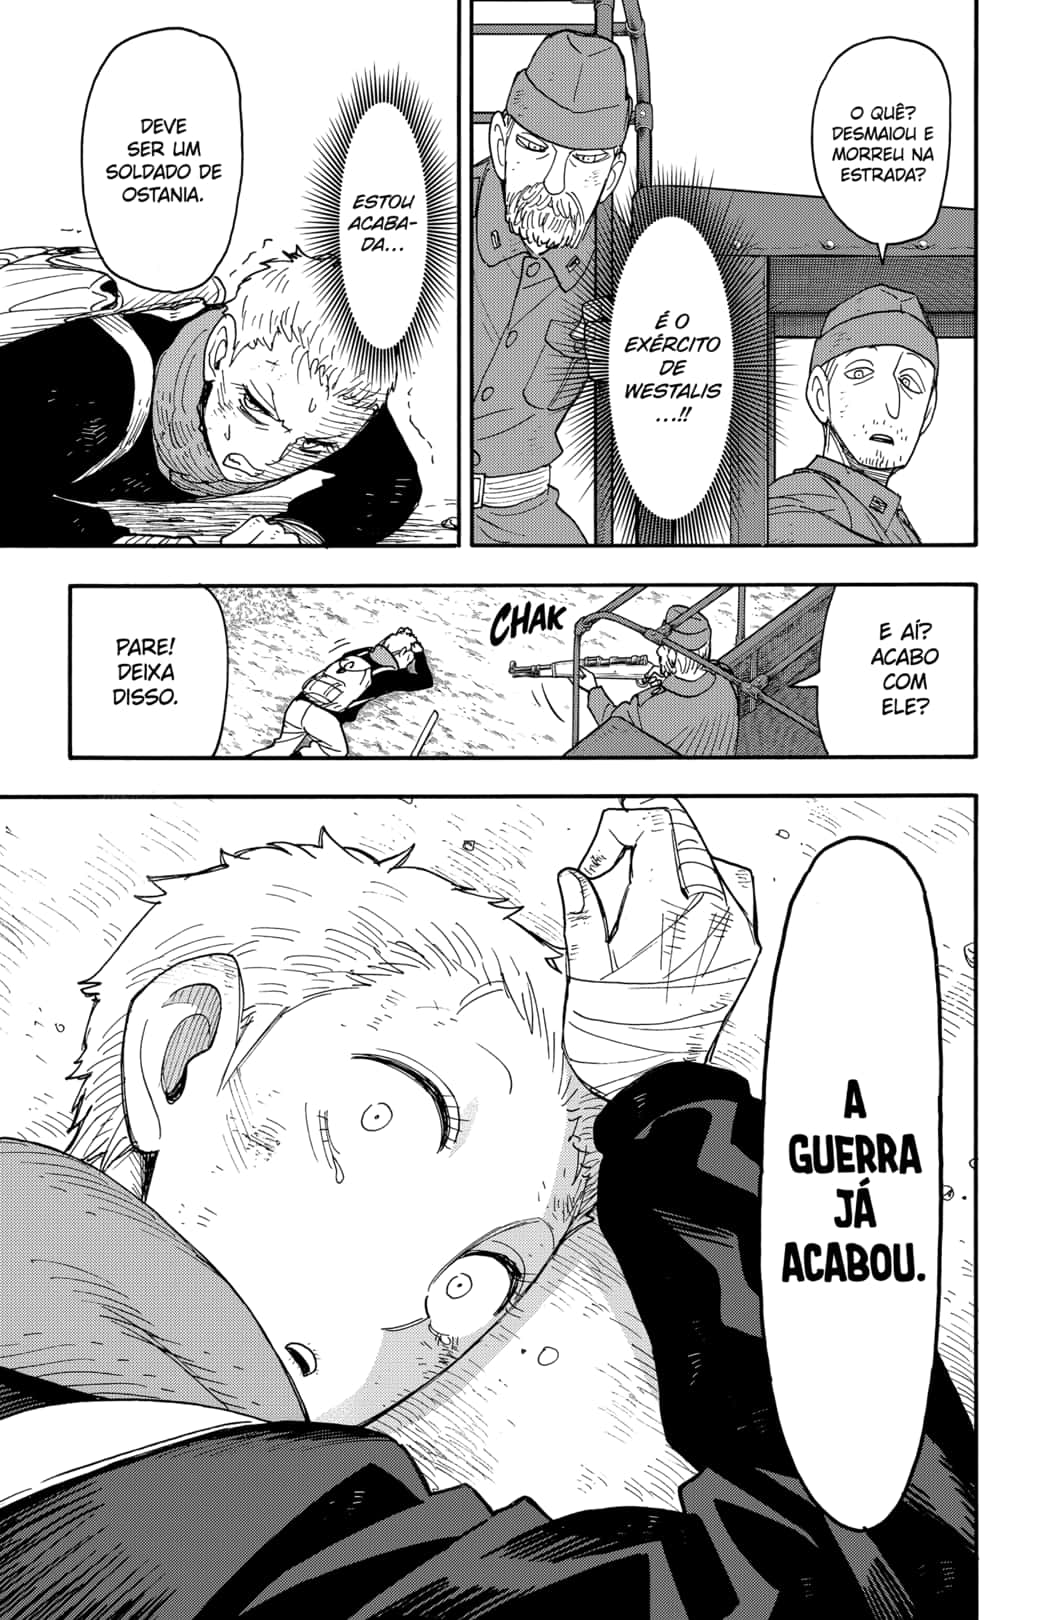 O QUÊ?
DESMAIOU E
MORREU NA
ESTRADA?
É O
EXÉRCITO
DE
WESTALIS
...!!
ESTOU
ACABA-
DA...
DEVE
SER UM
SOLDADO DE
OSTANIA.
E AÍ?
ACABO
COM
ELE?
CHAK
PARE!
DEIXA
DISSO.
A
GUERRA
JÁ
ACABOU.